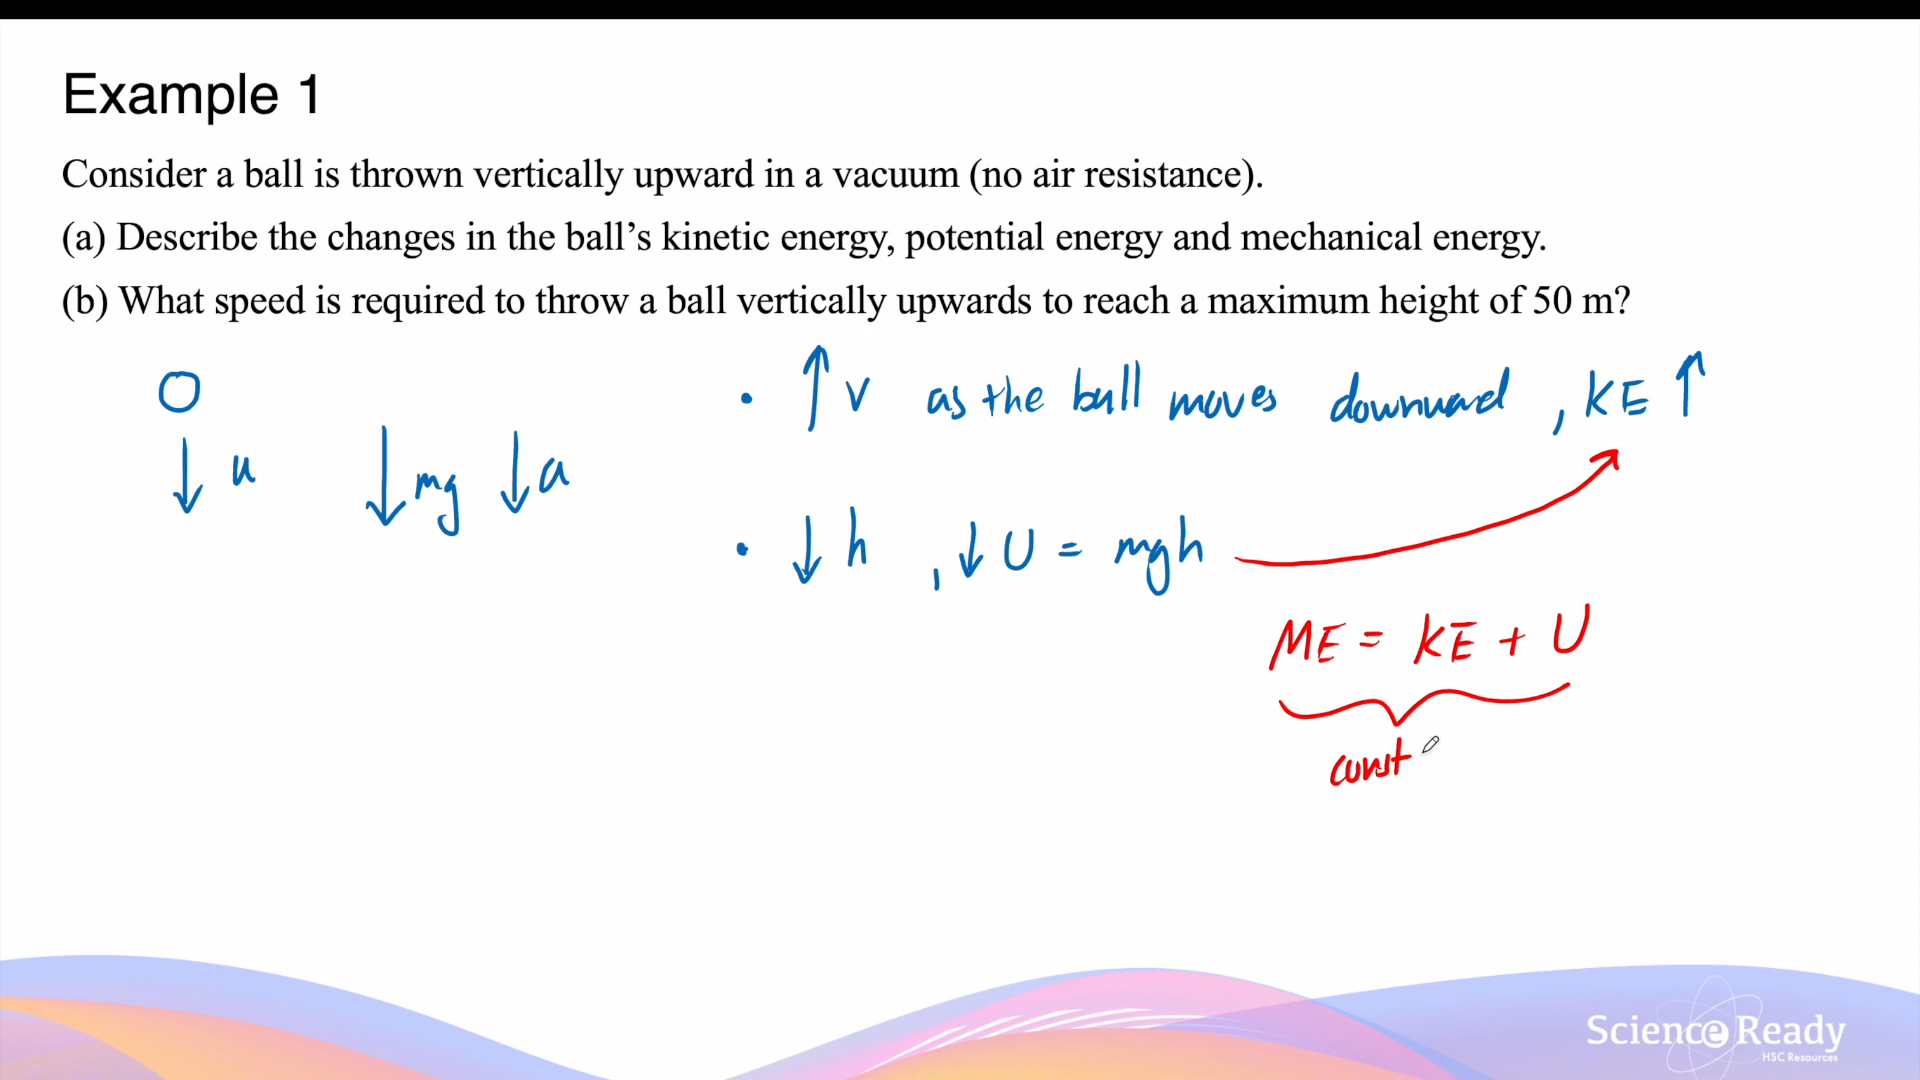 Example 1
Consider a ball is thrown vertically upward in a vacuum (no air resistance).
(a) Describe the changes in the ball’s kinetic energy, potential energy and mechanical energy.
(b) What speed is required to throw a ball vertically upwards to reach a maximum height of 50 m?
• ↑ v as the ball moves downward, KE ↑
↓ u ↓ mg ↓ a
• ↓ h, ↓ U = mgh
ME = KE + U
const
Science Ready
HSC Resources